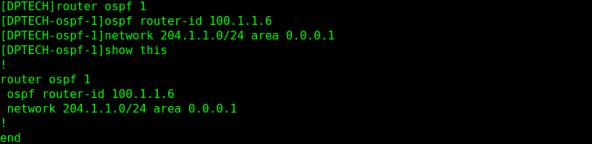 [DPTECH]router ospf 1
[DPTECH-ospf-1]ospf router-id 100.1.1.6
[DPTECH-ospf-1]network 204.1.1.0/24 area 0.0.0.1
[DPTECH-ospf-1]show this
!
router ospf 1
 ospf router-id 100.1.1.6
 network 204.1.1.0/24 area 0.0.0.1
!
end